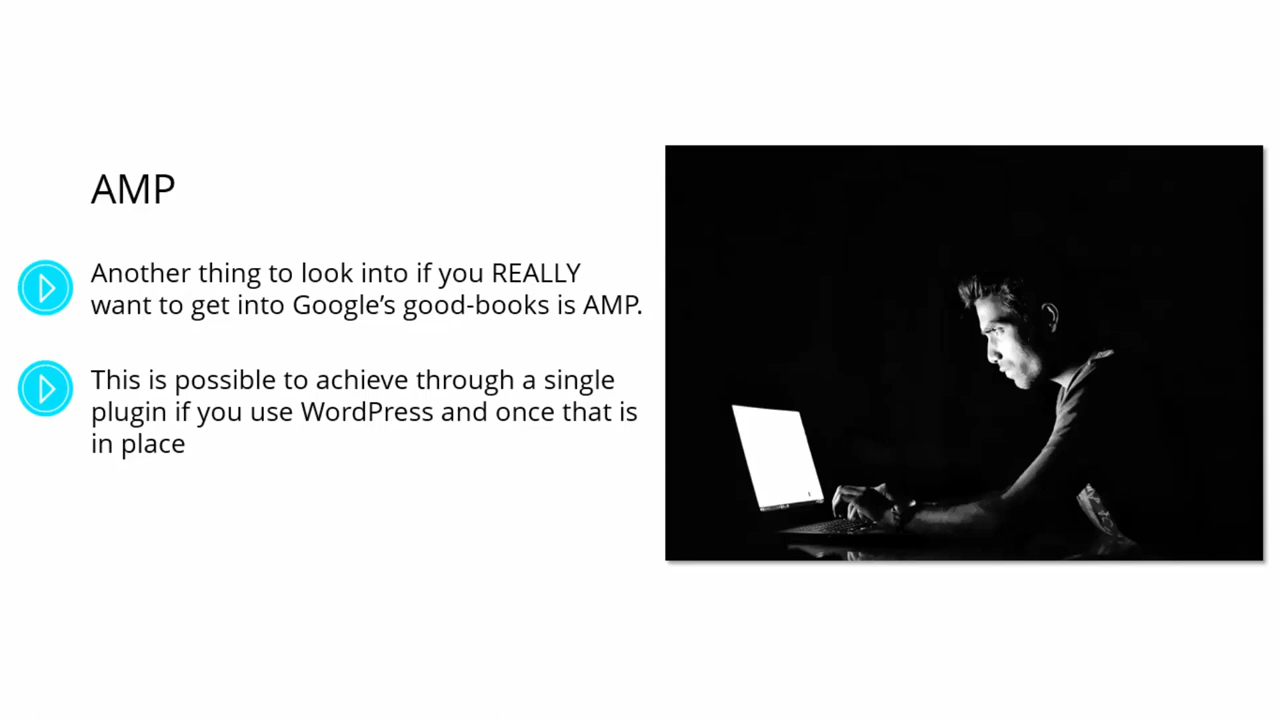 AMP
Another thing to look into if you REALLY
want to get into Google’s good-books is AMP.
This is possible to achieve through a single
plugin if you use WordPress and once that is
in place